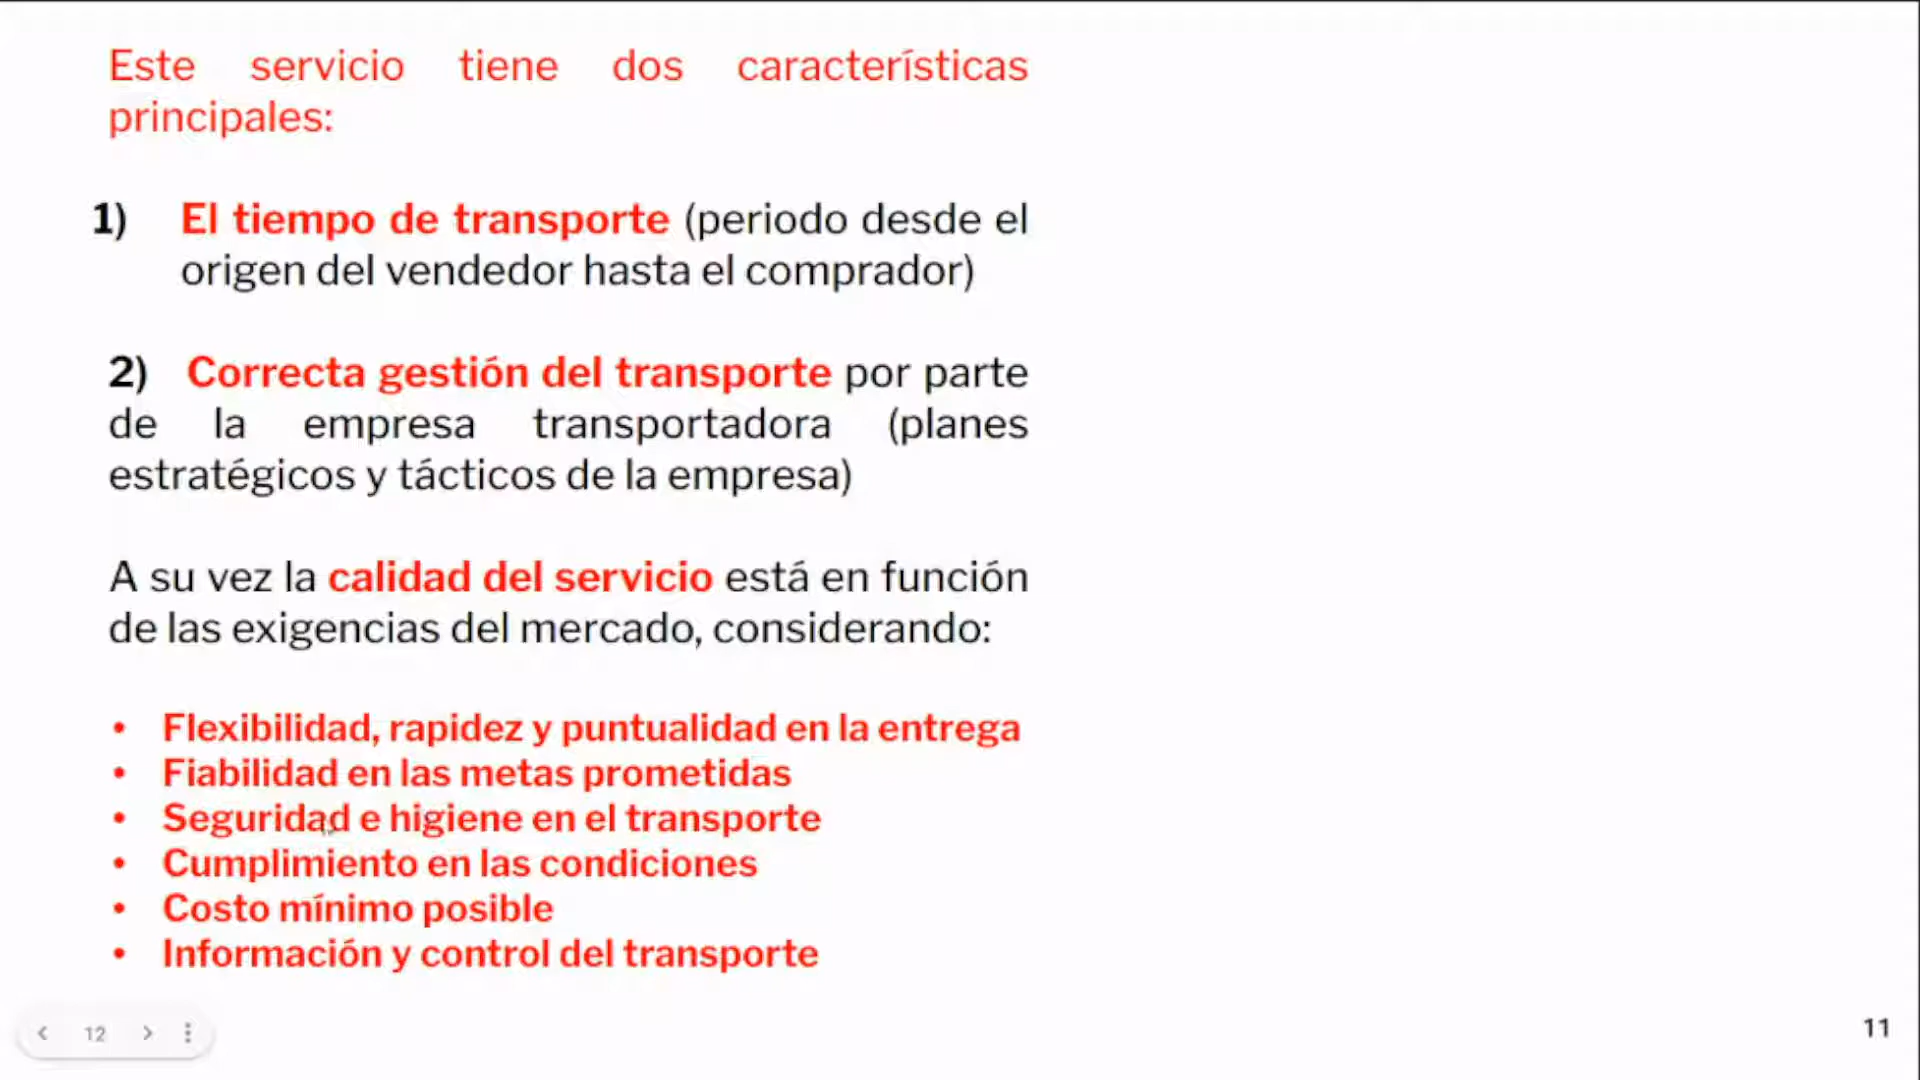 Este servicio tiene dos características
principales:
1) El tiempo de transporte (periodo desde el
origen del vendedor hasta el comprador)
2) Correcta gestión del transporte por parte
de la empresa transportadora (planes
estratégicos y tácticos de la empresa)
A su vez la calidad del servicio está en función
de las exigencias del mercado, considerando:
• Flexibilidad, rapidez y puntualidad en la entrega
• Fiabilidad en las metas prometidas
• Seguridad e higiene en el transporte
• Cumplimiento en las condiciones
• Costo mínimo posible
• Información y control del transporte
12
11